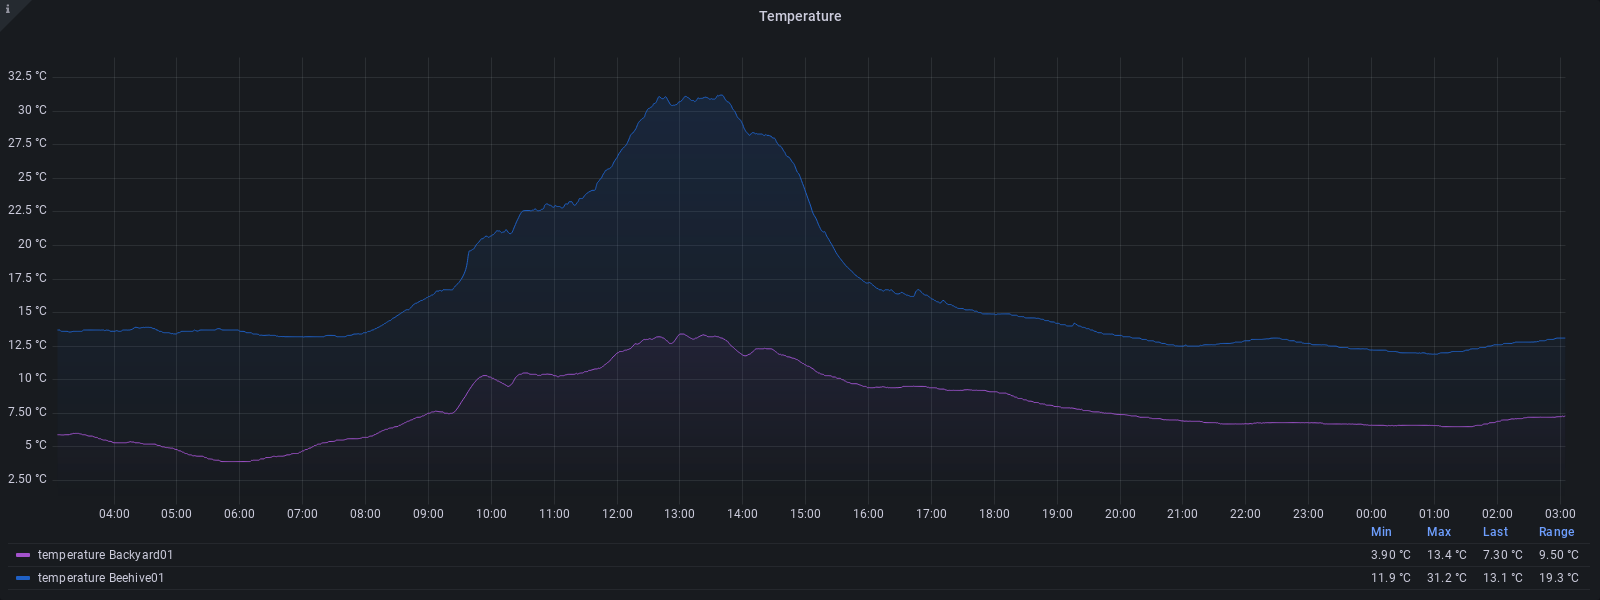 i
Temperature
32.5 °C
30 °C
27.5 °C
25 °C
22.5 °C
20 °C
17.5 °C
15 °C
12.5 °C
10 °C
7.50 °C
5 °C
2.50 °C
04:00 05:00 06:00 07:00 08:00 09:00 10:00 11:00 12:00 13:00 14:00 15:00 16:00 17:00 18:00 19:00 20:00 21:00 22:00 23:00 00:00 01:00 02:00 03:00
Min Max Last Range
temperature Backyard01 3.90 °C 13.4 °C 7.30 °C 9.50 °C
temperature Beehive01 11.9 °C 31.2 °C 13.1 °C 19.3 °C